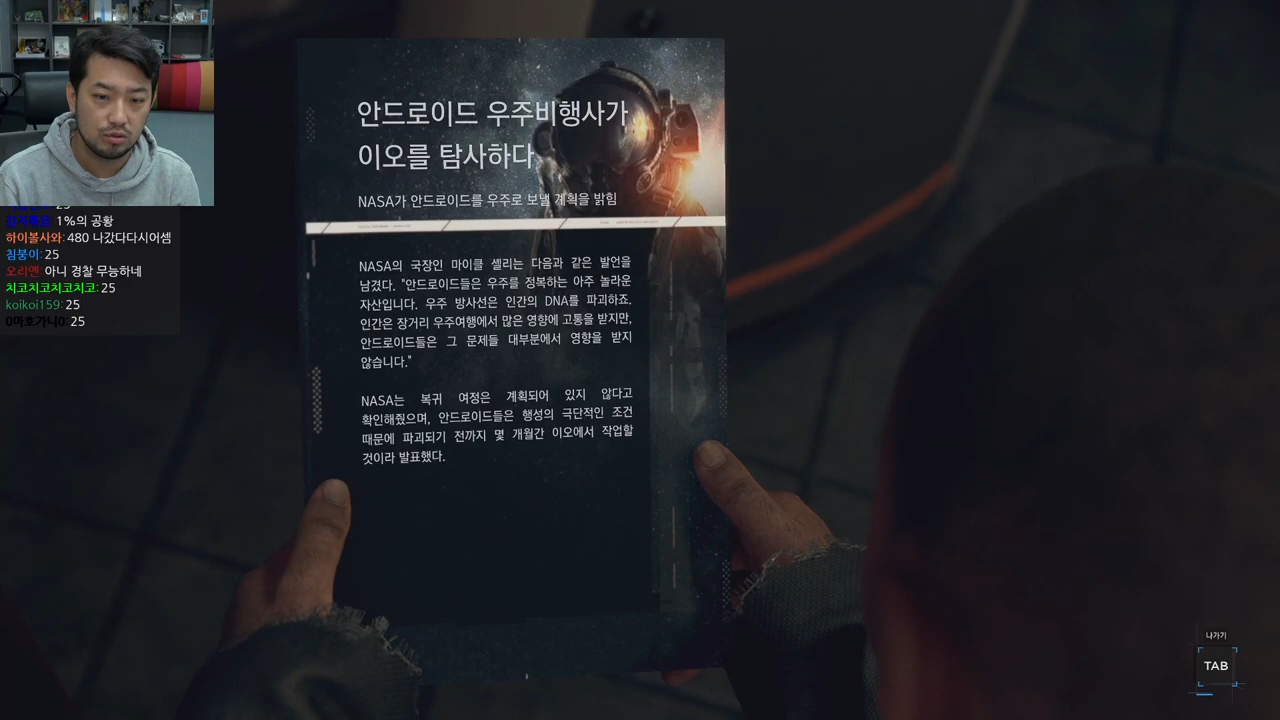 안드로이드 우주비행사가
이오를 탐사하다
NASA가 안드로이드를 우주로 보낼 계획을 밝힘
NASA의 국장인 마이클 셸리는 다음과 같은 발언을
남겼다. "안드로이드들은 우주를 정복하는 아주 놀라운
자산입니다. 우주 방사선은 인간의 DNA를 파괴하죠.
인간은 장거리 우주여행에서 많은 영향에 고통을 받지만,
안드로이드들은 그 문제들 대부분에서 영향을 받지
않습니다."
NASA는 복귀 여정은 계획되어 있지 않다고
확인해줬으며, 안드로이드들은 행성의 극단적인 조건
때문에 파괴되기 전까지 몇 개월간 이오에서 작업할
것이라 발표했다.
25
1%의 공황
하이볼사와: 480 나갔다다시어셈
침붕이: 25
오리멘: 아니 경찰 무능하네
치코치코치코치코: 25
koikoi159: 25
0마호가니0: 25
나가기
TAB